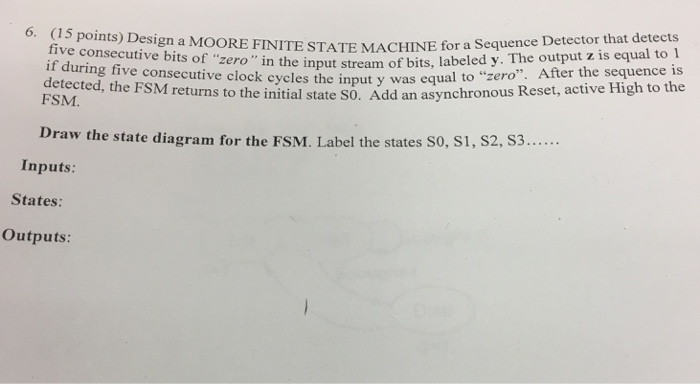 6. (15 points) Design a MOORE FINITE STATE MACHINE for a Sequence Detector that detects
five consecutive bits of "zero" in the input stream of bits, labeled y. The output z is equal to 1
if during five consecutive clock cycles the input y was equal to "zero". After the sequence is
detected, the FSM returns to the initial state S0. Add an asynchronous Reset, active High to the
FSM.
Draw the state diagram for the FSM. Label the states S0, S1, S2, S3......
Inputs:
States:
Outputs: